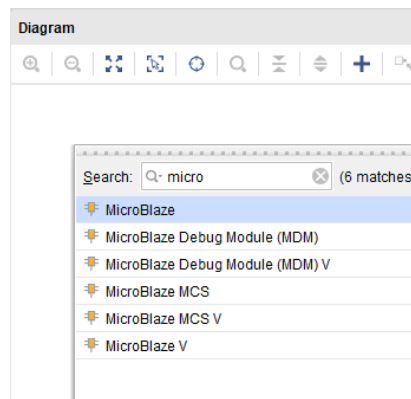 Diagram
Search: micro (6 matches
MicroBlaze
MicroBlaze Debug Module (MDM)
MicroBlaze Debug Module (MDM) V
MicroBlaze MCS
MicroBlaze MCS V
MicroBlaze V